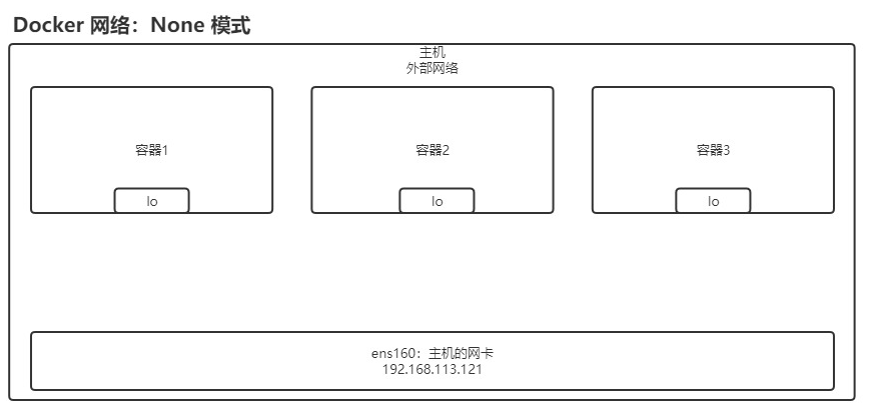 Docker 网络：None 模式
主机
外部网络
容器1
容器2
容器3
lo
lo
lo
ens160：主机的网卡
192.168.113.121